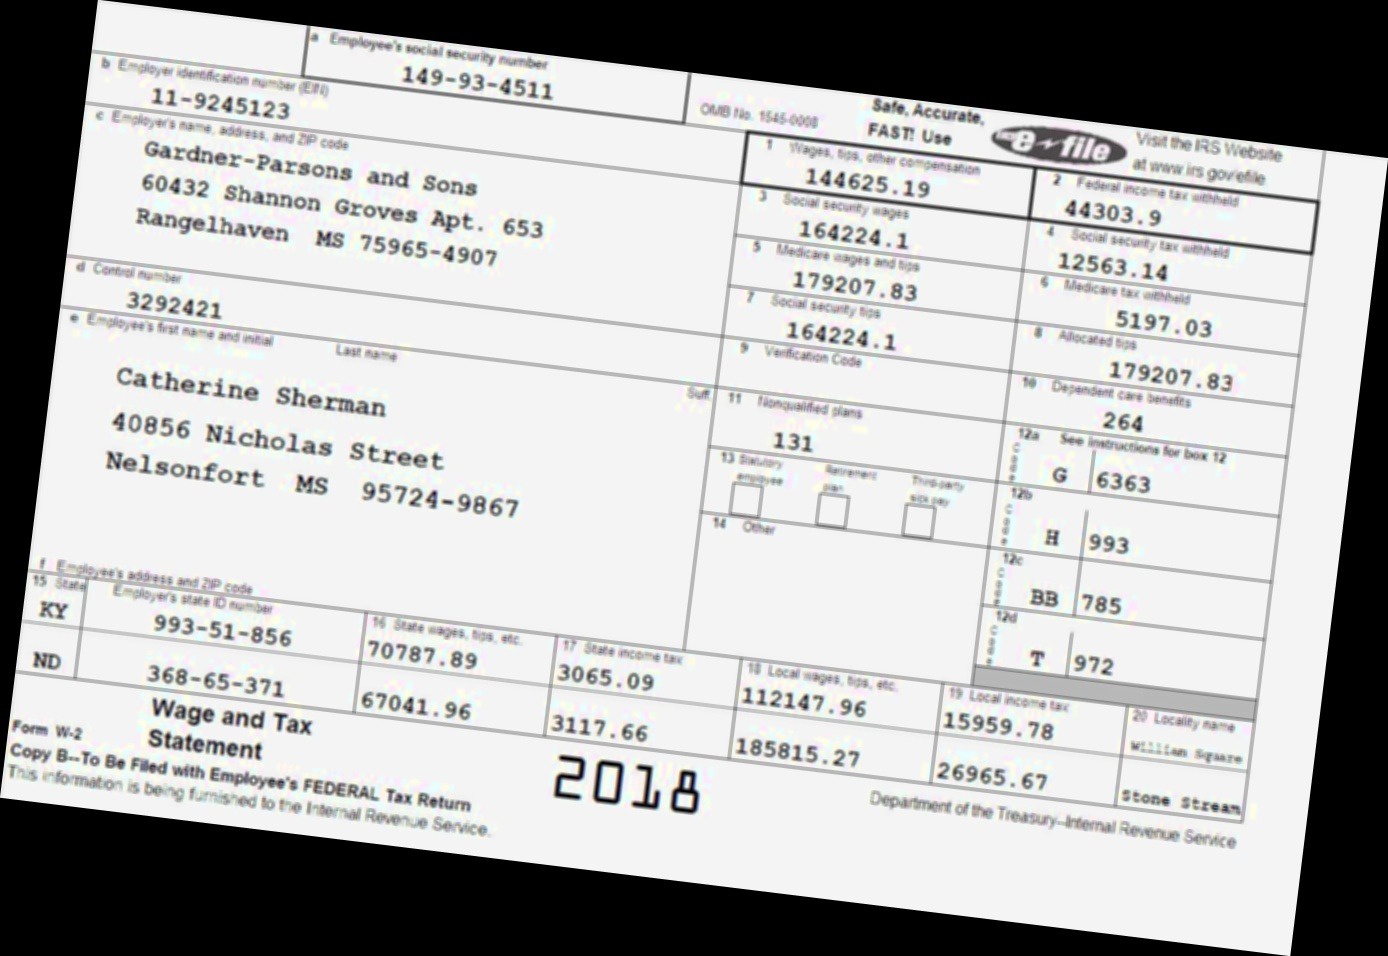 a Employee's social security number
149-93-4511
b Employer identification number (EIN)
11-9245123
OMB No. 1545-0008
Safe, Accurate,
FAST! Use
e file
Visit the IRS Website
at www.irs.gov/efile
c Employer's name, address, and ZIP code
Gardner-Parsons and Sons
60432 Shannon Groves Apt. 653
Rangelhaven MS 75965-4907
1 Wages, tips, other compensation
144625.19
2 Federal income tax withheld
44303.9
3 Social security wages
164224.1
4 Social security tax withheld
12563.14
5 Medicare wages and tips
179207.83
6 Medicare tax withheld
5197.03
d Control number
3292421
7 Social security tips
164224.1
8 Allocated tips
179207.83
e Employee's first name and initial Last name
Suff.
Catherine Sherman
40856 Nicholas Street
Nelsonfort MS 95724-9867
9 Verification Code
10 Dependent care benefits
264
11 Nonqualified plans
131
12a See instructions for box 12
Code G 6363
13 Statutory employee Retirement plan Third-party sick pay
12b
Code H 993
14 Other
12c
Code BB 785
12d
Code T 972
f Employee's address and ZIP code
15 State Employer's state ID number
16 State wages, tips, etc.
17 State income tax
18 Local wages, tips, etc.
19 Local income tax
20 Locality name
KY 993-51-856 70787.89 3065.09 112147.96 15959.78 William Square
ND 368-65-371 67041.96 3117.66 185815.27 26965.67 Stone Stream
Form W-2
Wage and Tax
Statement
2018
Copy B--To Be Filed with Employee's FEDERAL Tax Return
This information is being furnished to the Internal Revenue Service.
Department of the Treasury--Internal Revenue Service